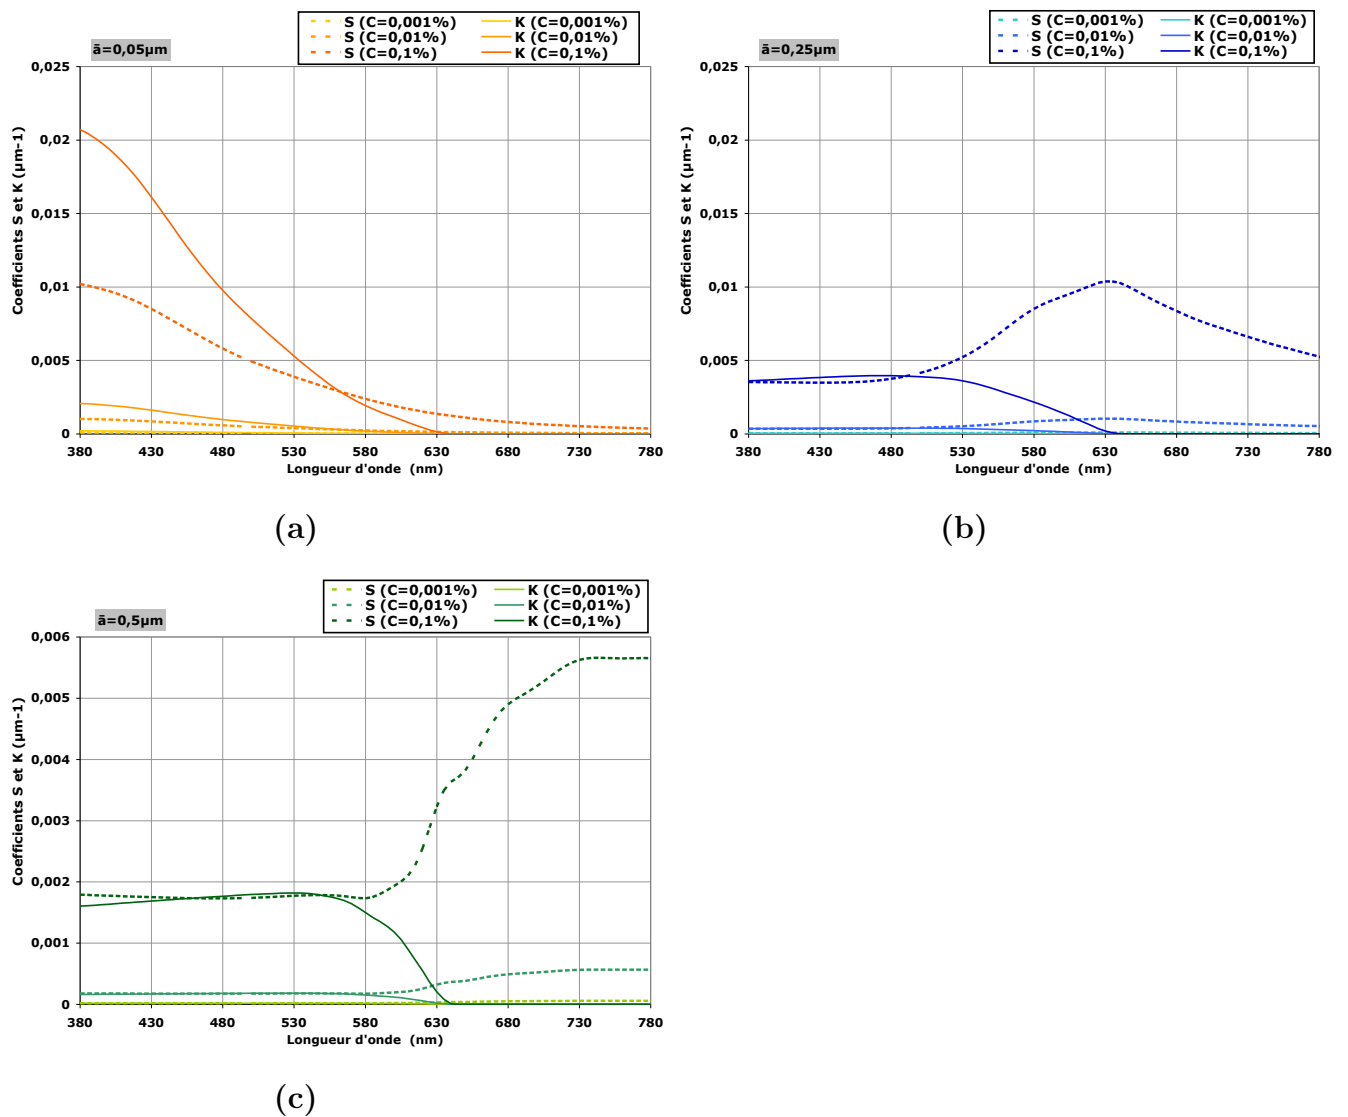 S (C=0,001%) K (C=0,001%)
S (C=0,01%) K (C=0,01%)
S (C=0,1%) K (C=0,1%)
ā=0,05µm
0,025
0,02
0,015
0,01
0,005
0
Coefficients S et K (µm-1)
380 430 480 530 580 630 680 730 780
Longueur d'onde (nm)
(a)
S (C=0,001%) K (C=0,001%)
S (C=0,01%) K (C=0,01%)
S (C=0,1%) K (C=0,1%)
ā=0,25µm
0,025
0,02
0,015
0,01
0,005
0
Coefficients S et K (µm-1)
380 430 480 530 580 630 680 730 780
Longueur d'onde (nm)
(b)
S (C=0,001%) K (C=0,001%)
S (C=0,01%) K (C=0,01%)
S (C=0,1%) K (C=0,1%)
ā=0,5µm
0,006
0,005
0,004
0,003
0,002
0,001
0
Coefficients S et K (µm-1)
380 430 480 530 580 630 680 730 780
Longueur d'onde (nm)
(c)